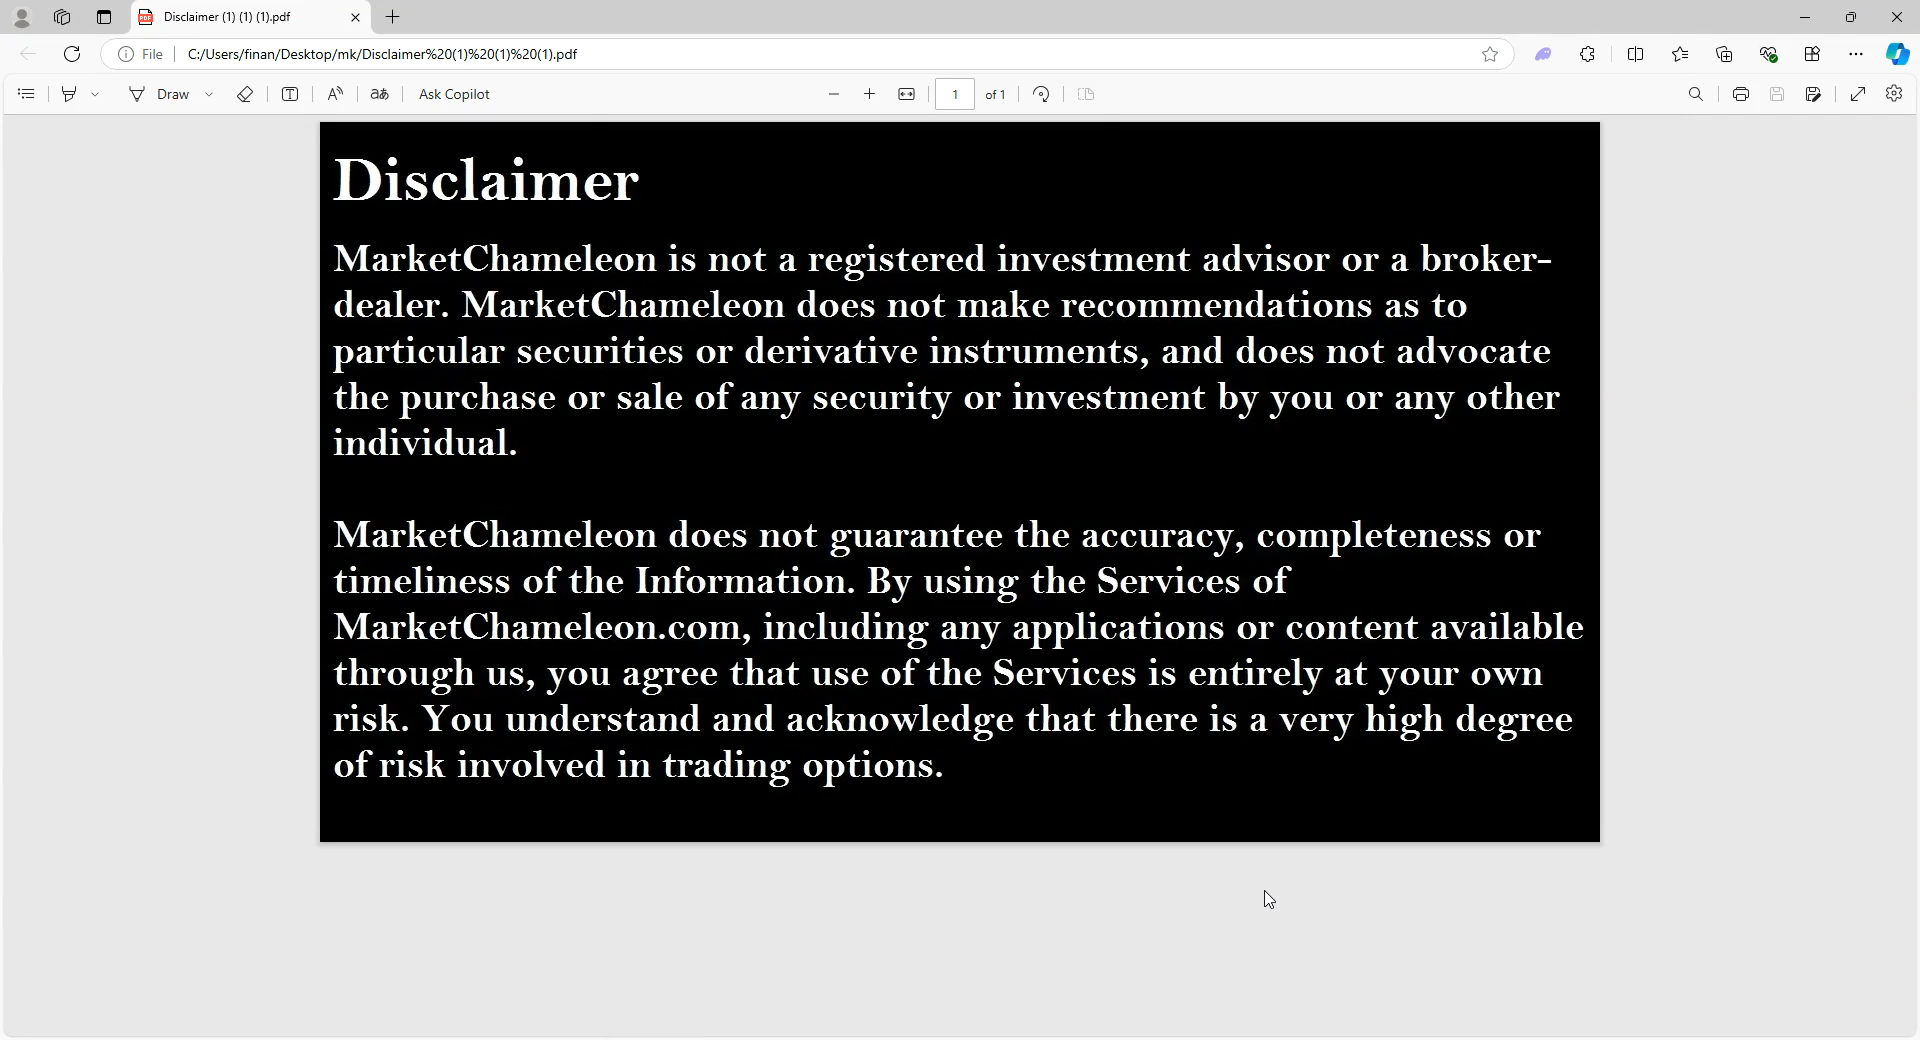 Disclaimer (1) (1) (1).pdf
File
C:/Users/finan/Desktop/mk/Disclaimer%20(1)%20(1)%20(1).pdf
Draw
Ask Copilot
1 of 1
Disclaimer
MarketChameleon is not a registered investment advisor or a broker-
dealer. MarketChameleon does not make recommendations as to
particular securities or derivative instruments, and does not advocate
the purchase or sale of any security or investment by you or any other
individual.
MarketChameleon does not guarantee the accuracy, completeness or
timeliness of the Information. By using the Services of
MarketChameleon.com, including any applications or content available
through us, you agree that use of the Services is entirely at your own
risk. You understand and acknowledge that there is a very high degree
of risk involved in trading options.